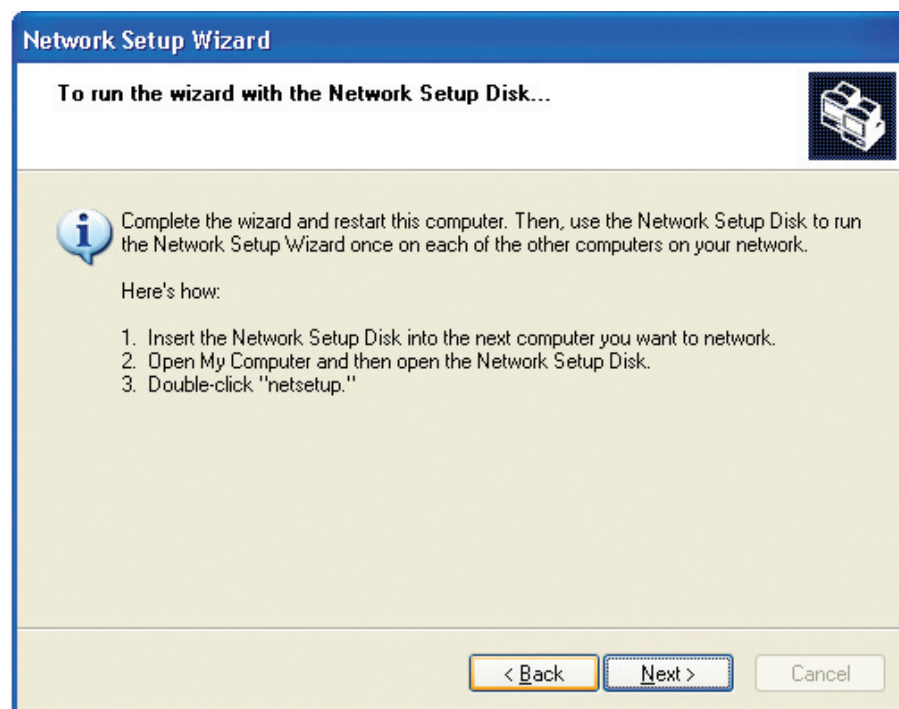 Network Setup Wizard
To run the wizard with the Network Setup Disk...
Complete the wizard and restart this computer. Then, use the Network Setup Disk to run
the Network Setup Wizard once on each of the other computers on your network.
Here's how:
1. Insert the Network Setup Disk into the next computer you want to network.
2. Open My Computer and then open the Network Setup Disk.
3. Double-click "netsetup."
< Back
Next >
Cancel